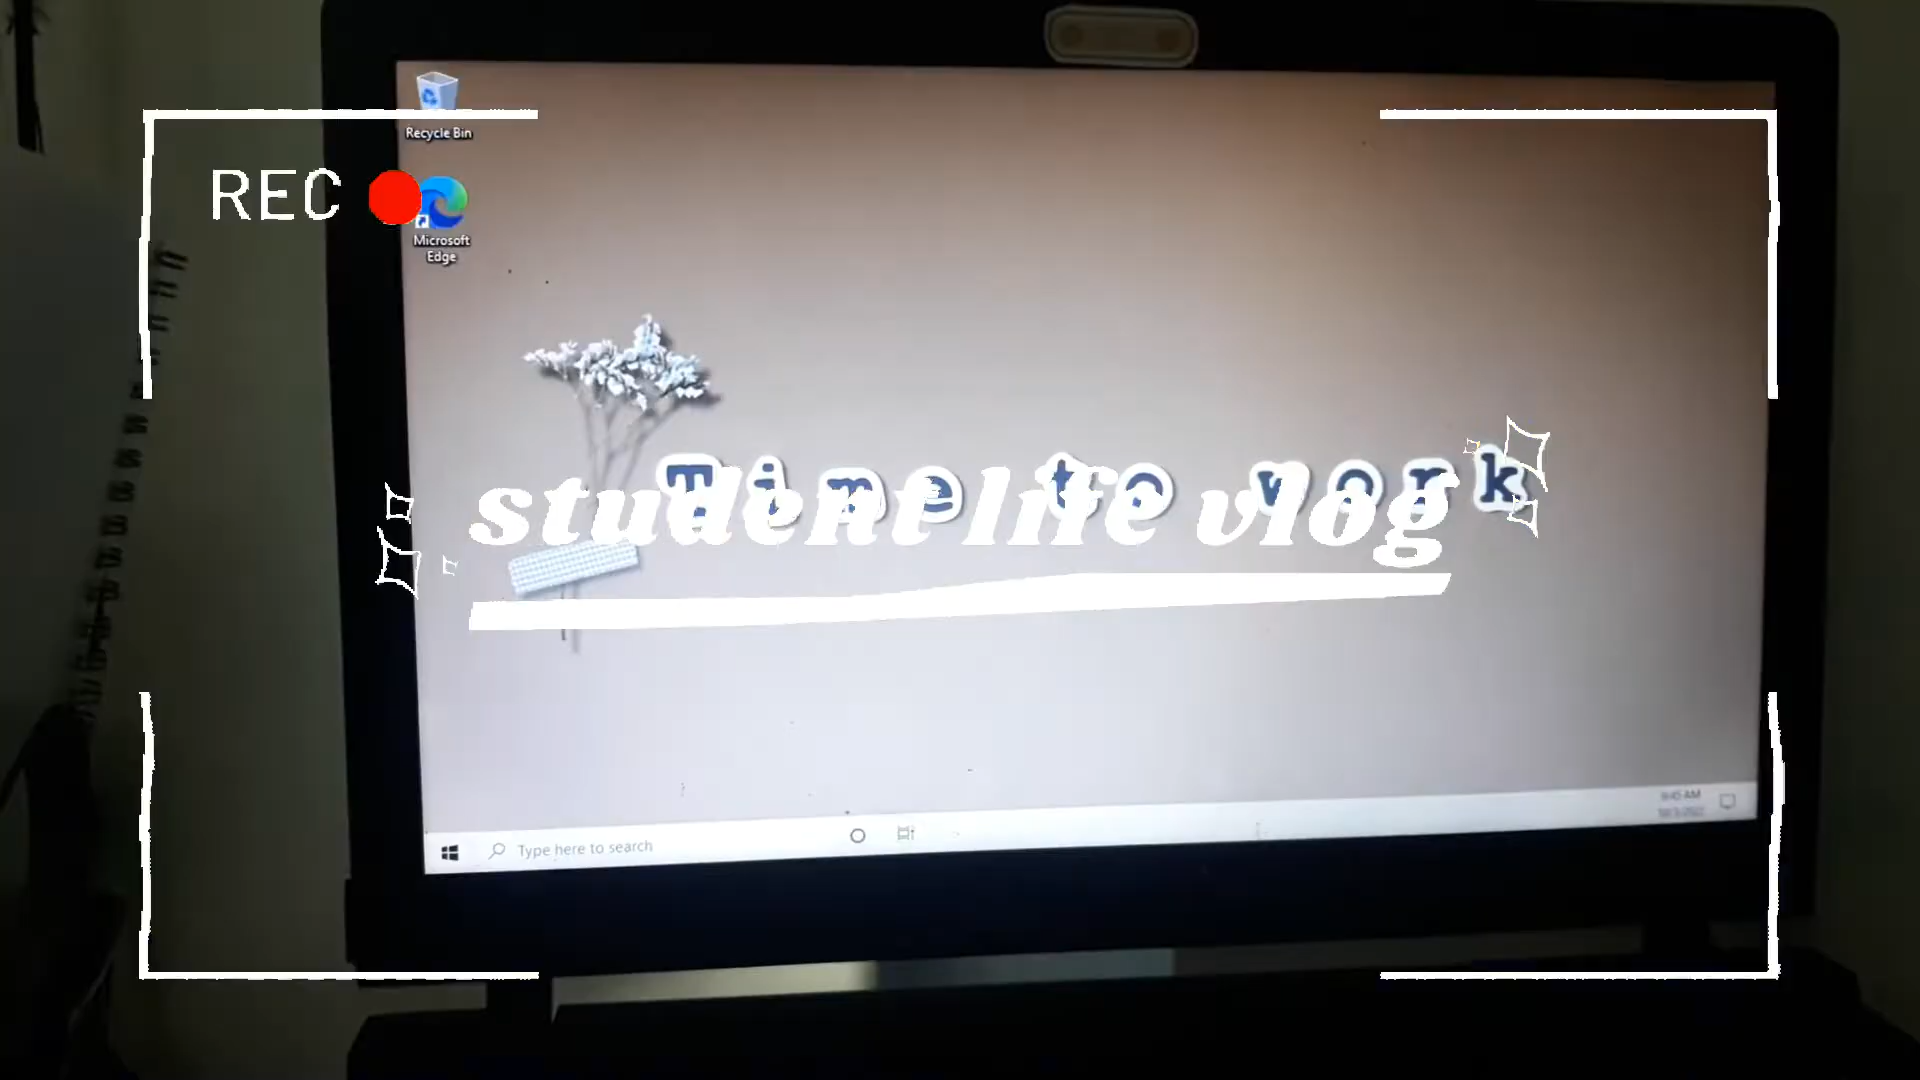 Recycle Bin
REC
Microsoft
Edge
Time to work
student life vlog
Type here to search